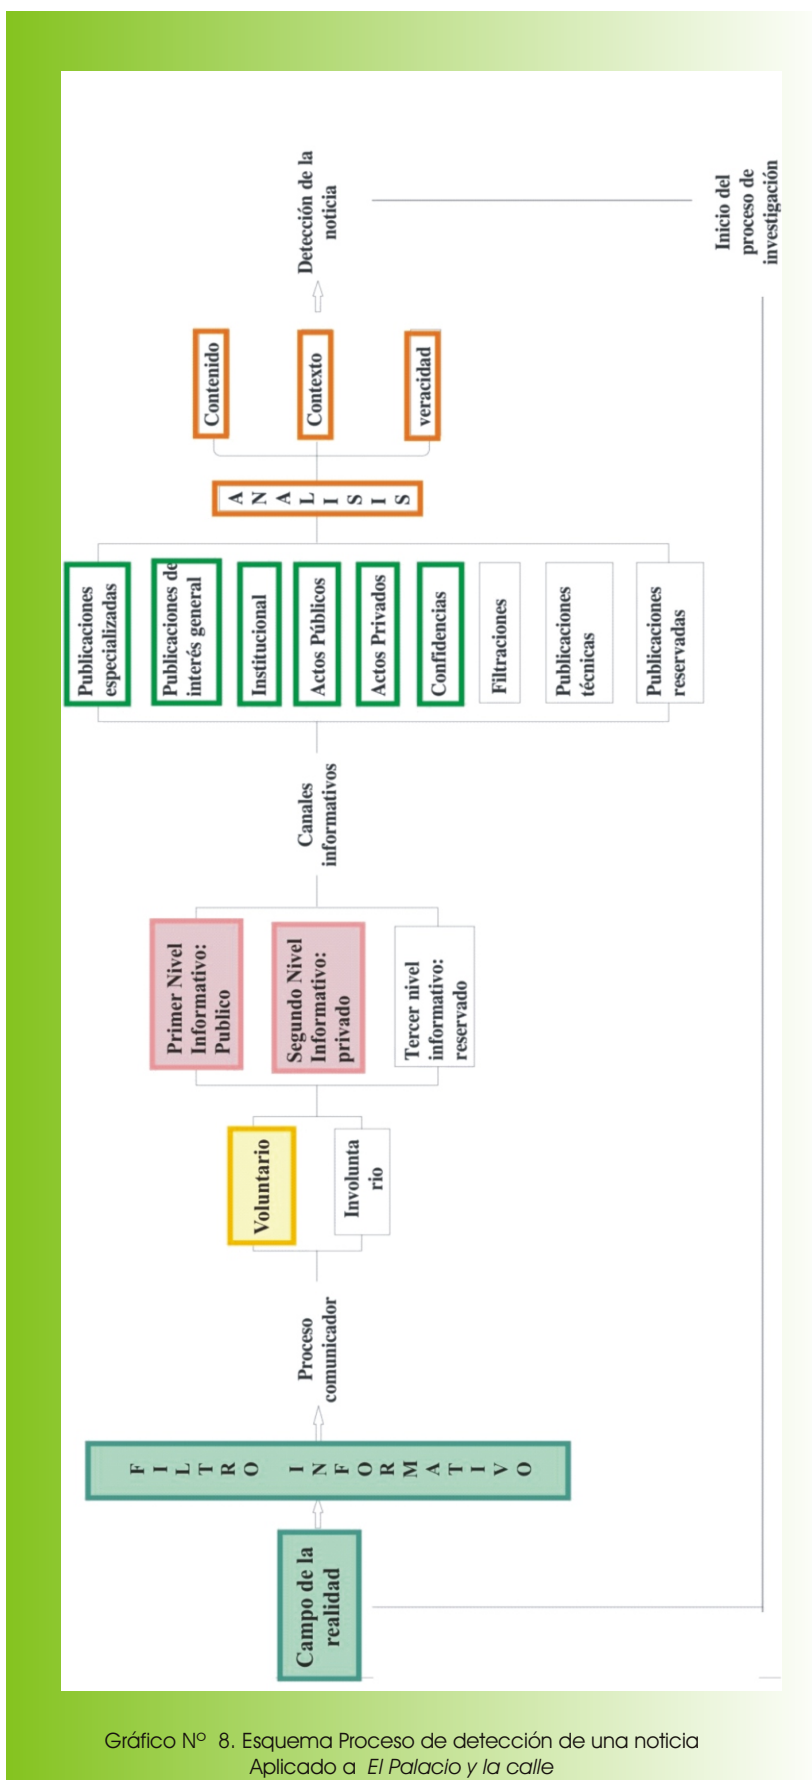 Campo de la
realidad
FILTRO INFORMATIVO
Proceso
comunicador
Voluntario
Involunta
rio
Primer Nivel
Informativo:
Publico
Segundo Nivel
Informativo:
privado
Tercer nivel
informativo:
reservado
Canales
informativos
Publicaciones
especializadas
Publicaciones de
interés general
Institucional
Actos Públicos
Actos Privados
Confidencias
Filtraciones
Publicaciones
técnicas
Publicaciones
reservadas
ANALISIS
Contenido
Contexto
veracidad
Detección de la
noticia
Inicio del
proceso de
investigación
Gráfico Nº 8. Esquema Proceso de detección de una noticia
Aplicado a El Palacio y la calle